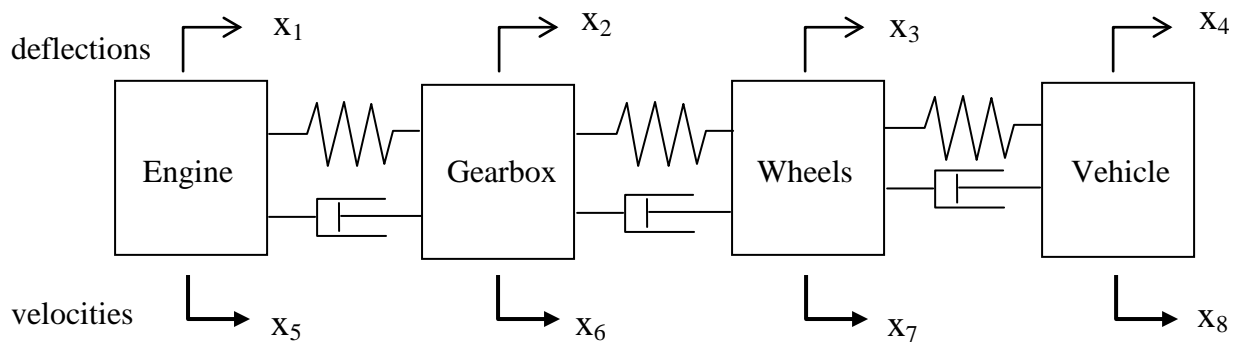 x₁ x₂ x₃ x₄
deflections
Engine Gearbox Wheels Vehicle
velocities
x₅ x₆ x₇ x₈